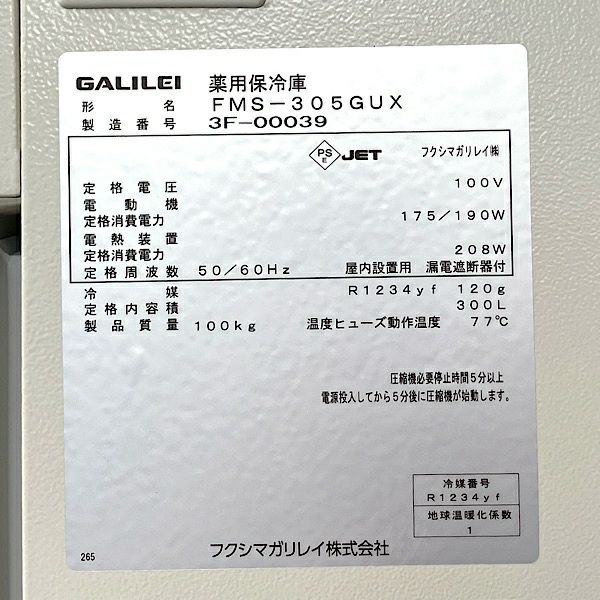 GALILEI 薬用保冷庫
形名 FMS-305GUX
製造番号 3F-00039
PS E JET フクシマガリレイ㈱
定格電圧 100V
電動機
定格消費電力 175/190W
電熱装置
定格消費電力 208W
定格周波数 50/60Hz 屋内設置用 漏電遮断器付
冷媒 R1234yf 120g
定格内容積 300L
製品質量 100kg 温度ヒューズ動作温度 77℃
圧縮機必要停止時間5分以上
電源投入してから5分後に圧縮機が始動します。
冷媒番号
R1234yf
地球温暖化係数
1
265 フクシマガリレイ株式会社